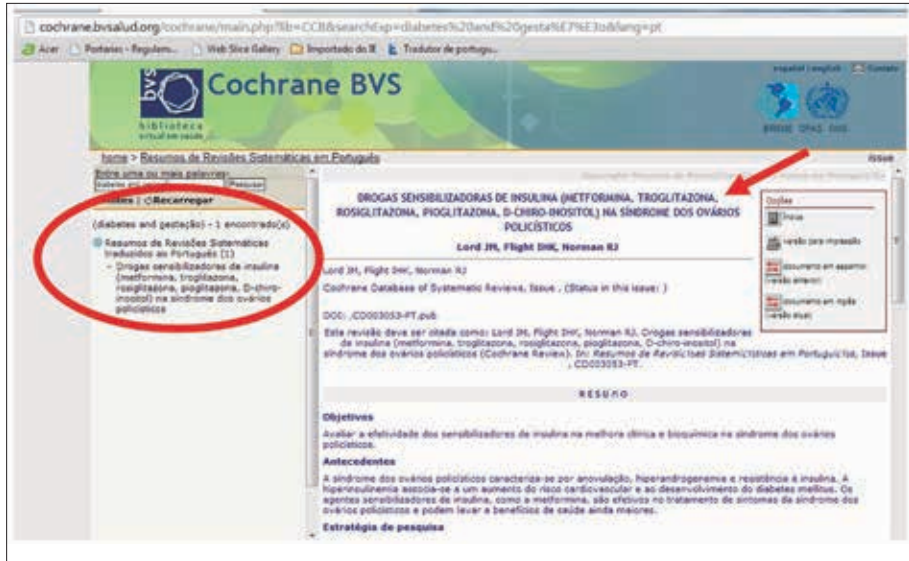 cochrane.bvsalud.org/cochrane/main.php?lib=CCB&searchExp=diabetes%20and%20gesta%E7%E3o&lang=pt
Acer Portarias - Regulam... Web Slice Gallery Importado do IE Tradutor de portugu...
bvs
biblioteca
virtual em saúde
Cochrane BVS
español | english Contato
BIREME OPAS OMS
home > Resumos de Revisões Sistemáticas em Português
issue
Entre uma ou mais palavras:
Pesquisar
Recarregar
(diabetes and gestação) - 1 encontrado(s)
Resumos de Revisões Sistemáticas
traduzidos ao Português (1)
- Drogas sensibilizadoras de insulina
(metformina, troglitazona,
rosiglitazona, pioglitazona, D-chiro-
inositol) na síndrome dos ovários
policísticos
DROGAS SENSIBILIZADORAS DE INSULINA (METFORMINA, TROGLITAZONA,
ROSIGLITAZONA, PIOGLITAZONA, D-CHIRO-INOSITOL) NA SÍNDROME DOS OVÁRIOS
POLICÍSTICOS
Lord JM, Flight IHK, Norman RJ
Opções
versão para impressão
documento em espanhol
(versão anterior)
documento em inglês
(versão atual)
Lord JM, Flight IHK, Norman RJ
Cochrane Database of Systematic Reviews, Issue , (Status in this issue: )
DOI: .CD003053-PT.pub
Esta revisão deve ser citada como: Lord JM, Flight IHK, Norman RJ. Drogas sensibilizadoras
de insulina (metformina, troglitazona, rosiglitazona, pioglitazona, D-chiro-inositol) na
síndrome dos ovários policísticos (Cochrane Review). In: Resumos de Revisões Sistemáticas em Português, Issue
, CD003053-PT.
RESUMO
Objetivos
Avaliar a efetividade dos sensibilizadores de insulina na melhora clínica e bioquímica na síndrome dos ovários
policísticos.
Antecedentes
A síndrome dos ovários policísticos caracteriza-se por anovulação, hiperandrogenemia e resistência à insulina. A
hiperinsulinemia associa-se a um aumento do risco cardiovascular e ao desenvolvimento do diabetes mellitus. Os
agentes sensibilizadores de insulina, como a metformina, são efetivos no tratamento de sintomas da síndrome dos
ovários policísticos e podem levar a benefícios de saúde ainda maiores.
Estratégia de pesquisa